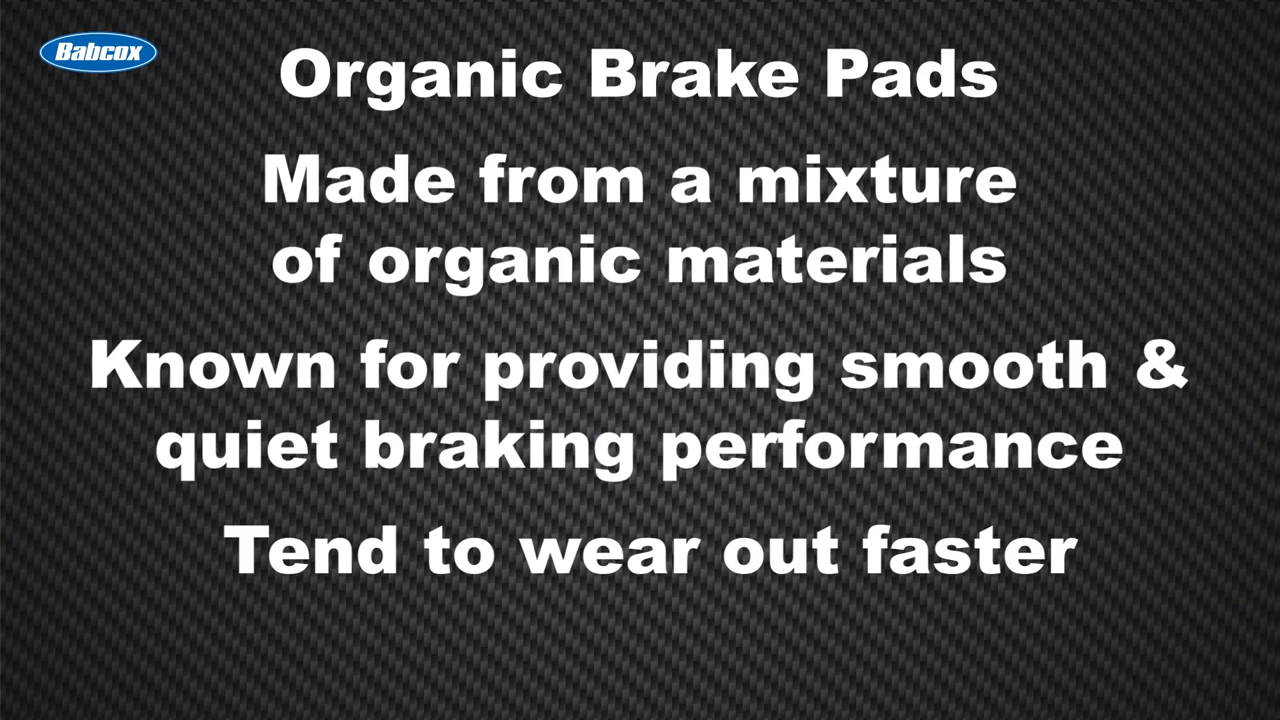 Babcox
Organic Brake Pads
Made from a mixture
of organic materials
Known for providing smooth &
quiet braking performance
Tend to wear out faster